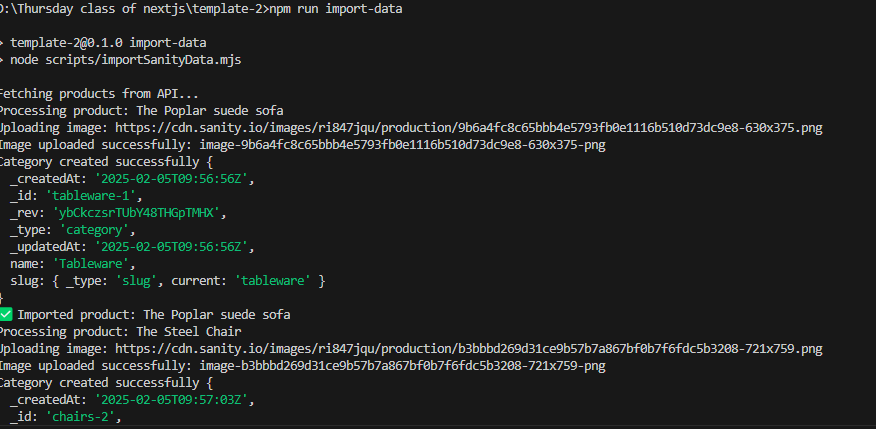 D:\Thursday class of nextjs\template-2>npm run import-data
> template-2@0.1.0 import-data
> node scripts/importSanityData.mjs
Fetching products from API...
Processing product: The Poplar suede sofa
Uploading image: https://cdn.sanity.io/images/ri847jqu/production/9b6a4fc8c65bbb4e5793fb0e1116b510d73dc9e8-630x375.png
Image uploaded successfully: image-9b6a4fc8c65bbb4e5793fb0e1116b510d73dc9e8-630x375-png
Category created successfully {
_createdAt: '2025-02-05T09:56:56Z',
_id: 'tableware-1',
_rev: 'ybCkczsrTUbY48THGpTMHX',
_type: 'category',
_updatedAt: '2025-02-05T09:56:56Z',
name: 'Tableware',
slug: { _type: 'slug', current: 'tableware' }
}
✅ Imported product: The Poplar suede sofa
Processing product: The Steel Chair
Uploading image: https://cdn.sanity.io/images/ri847jqu/production/b3bbbd269d31ce9b57b7a867bf0b7f6fdc5b3208-721x759.png
Image uploaded successfully: image-b3bbbd269d31ce9b57b7a867bf0b7f6fdc5b3208-721x759-png
Category created successfully {
_createdAt: '2025-02-05T09:57:03Z',
_id: 'chairs-2',